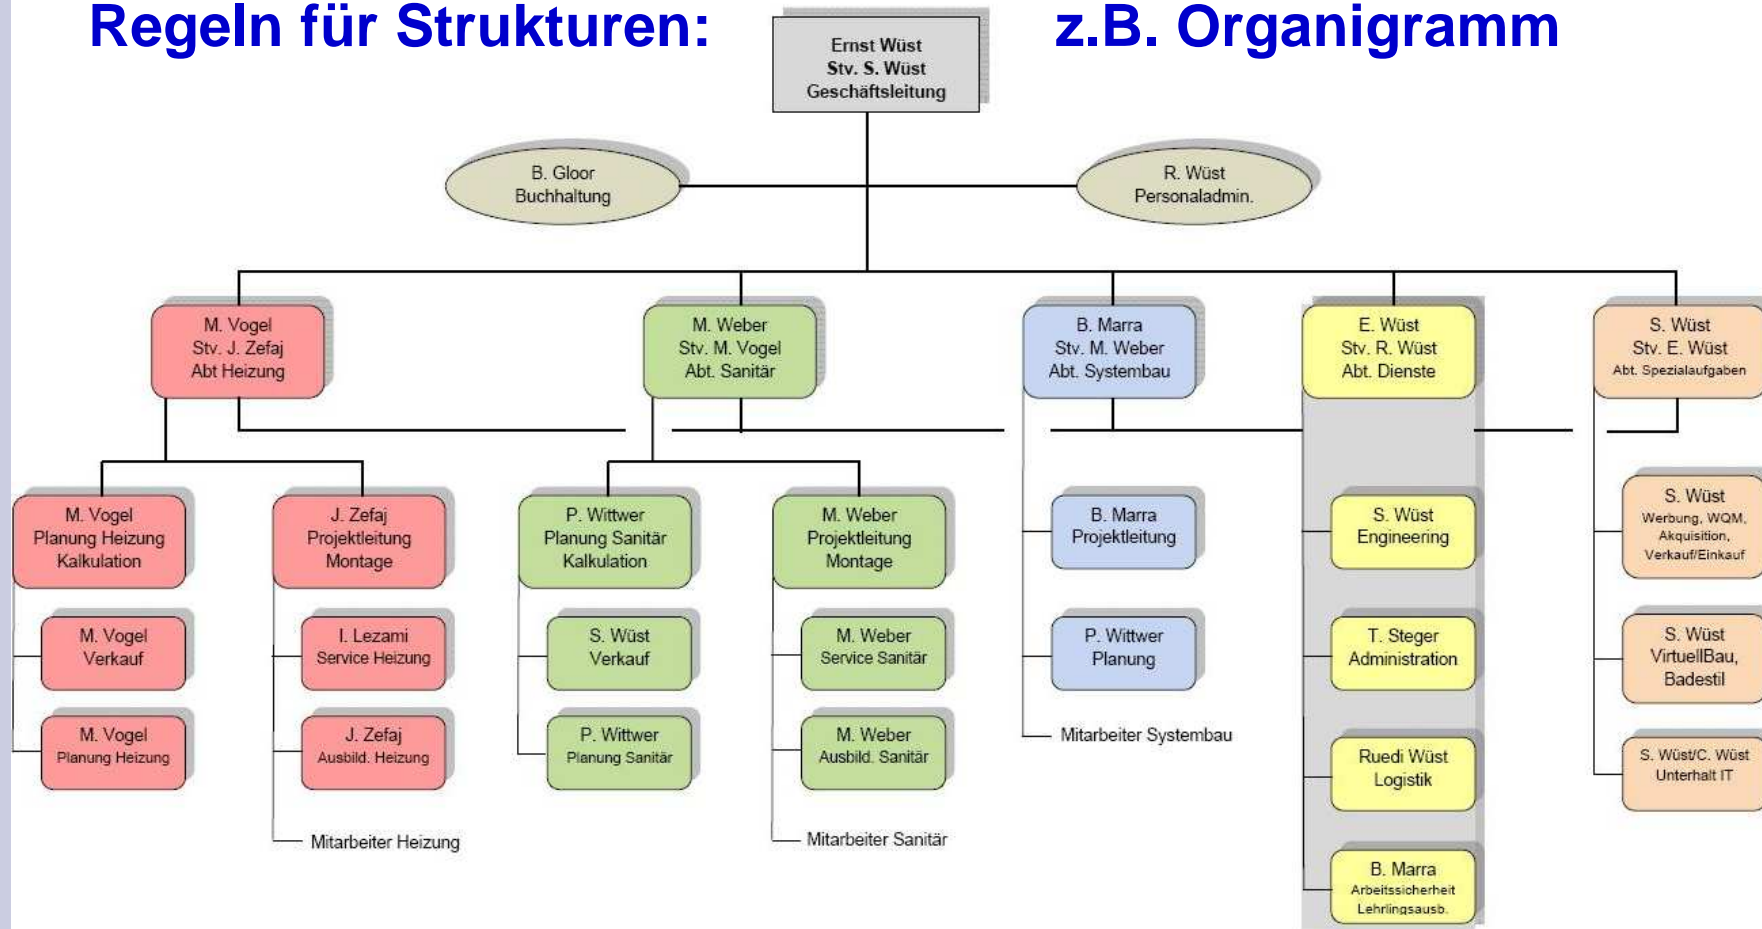 Regeln für Strukturen:
z.B. Organigramm
Ernst Wüst
Stv. S. Wüst
Geschäftsleitung
B. Gloor
Buchhaltung
R. Wüst
Personaladmin.
M. Vogel
Stv. J. Zefaj
Abt Heizung
M. Weber
Stv. M. Vogel
Abt. Sanitär
B. Marra
Stv. M. Weber
Abt. Systembau
E. Wüst
Stv. R. Wüst
Abt. Dienste
S. Wüst
Stv. E. Wüst
Abt. Spezialaufgaben
M. Vogel
Planung Heizung
Kalkulation
J. Zefaj
Projektleitung
Montage
P. Wittwer
Planung Sanitär
Kalkulation
M. Weber
Projektleitung
Montage
B. Marra
Projektleitung
S. Wüst
Engineering
S. Wüst
Werbung, WQM,
Akquisition,
Verkauf/Einkauf
M. Vogel
Verkauf
I. Lezami
Service Heizung
S. Wüst
Verkauf
M. Weber
Service Sanitär
P. Wittwer
Planung
T. Steger
Administration
S. Wüst
VirtuellBau,
Badestil
M. Vogel
Planung Heizung
J. Zefaj
Ausbild. Heizung
P. Wittwer
Planung Sanitär
M. Weber
Ausbild. Sanitär
Mitarbeiter Systembau
Ruedi Wüst
Logistik
S. Wüst/C. Wüst
Unterhalt IT
Mitarbeiter Heizung
Mitarbeiter Sanitär
B. Marra
Arbeitssicherheit
Lehrlingsausb.